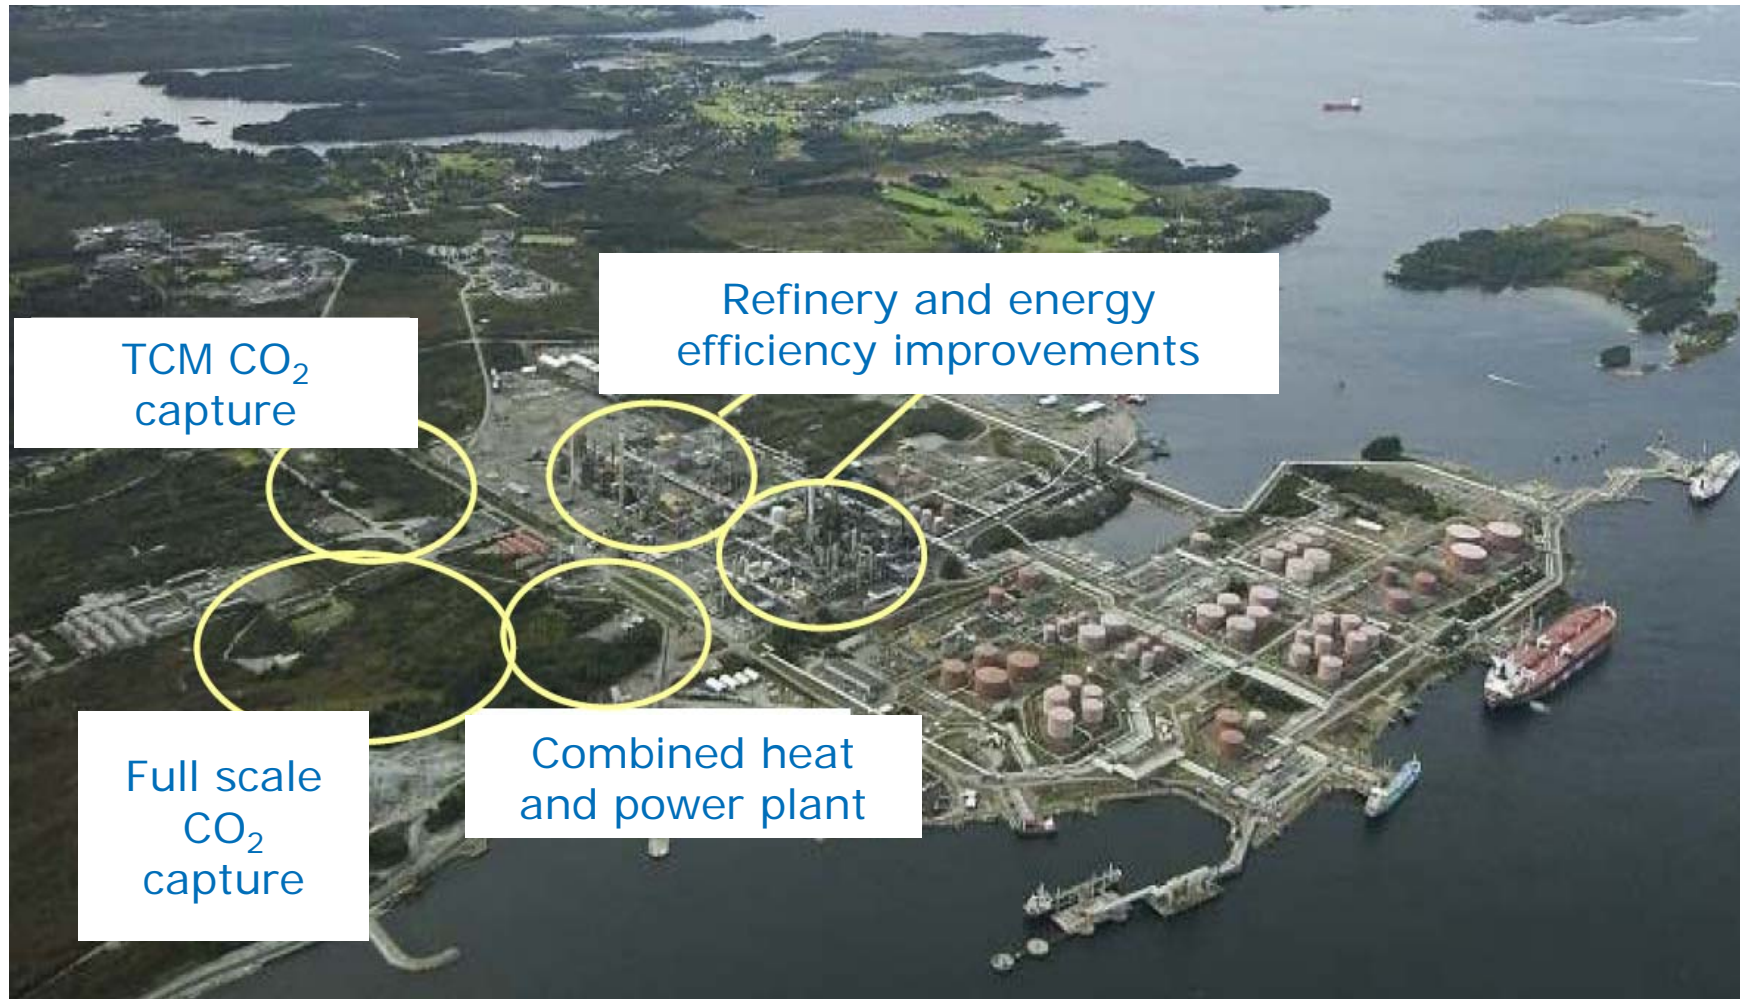 Refinery and energy
efficiency improvements
TCM CO₂
capture
Full scale
CO₂
capture
Combined heat
and power plant